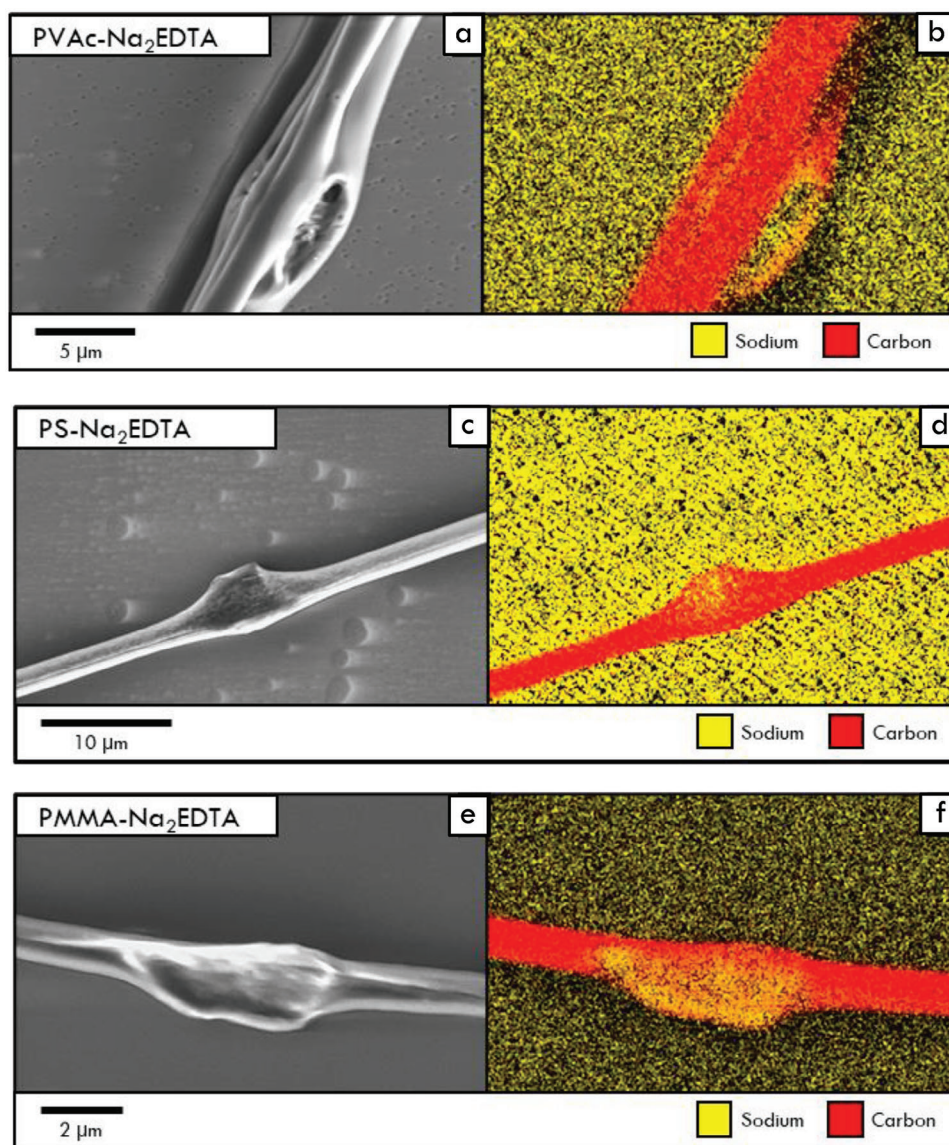 PVAc-Na₂EDTA
a
b
5 μm
Sodium
Carbon
PS-Na₂EDTA
c
d
10 μm
Sodium
Carbon
PMMA-Na₂EDTA
e
f
2 μm
Sodium
Carbon